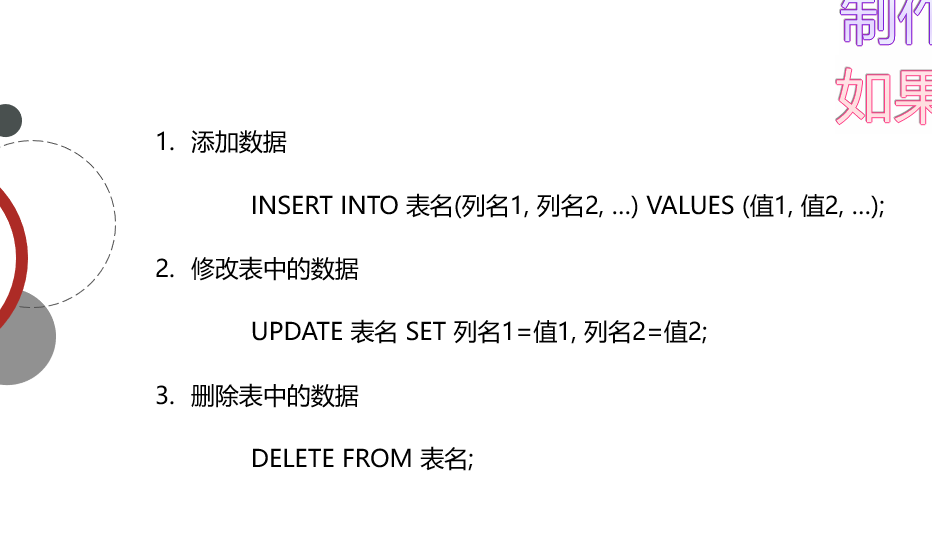 制作
如果
1. 添加数据
INSERT INTO 表名(列名1, 列名2, …) VALUES (值1, 值2, …);
2. 修改表中的数据
UPDATE 表名 SET 列名1=值1, 列名2=值2;
3. 删除表中的数据
DELETE FROM 表名;